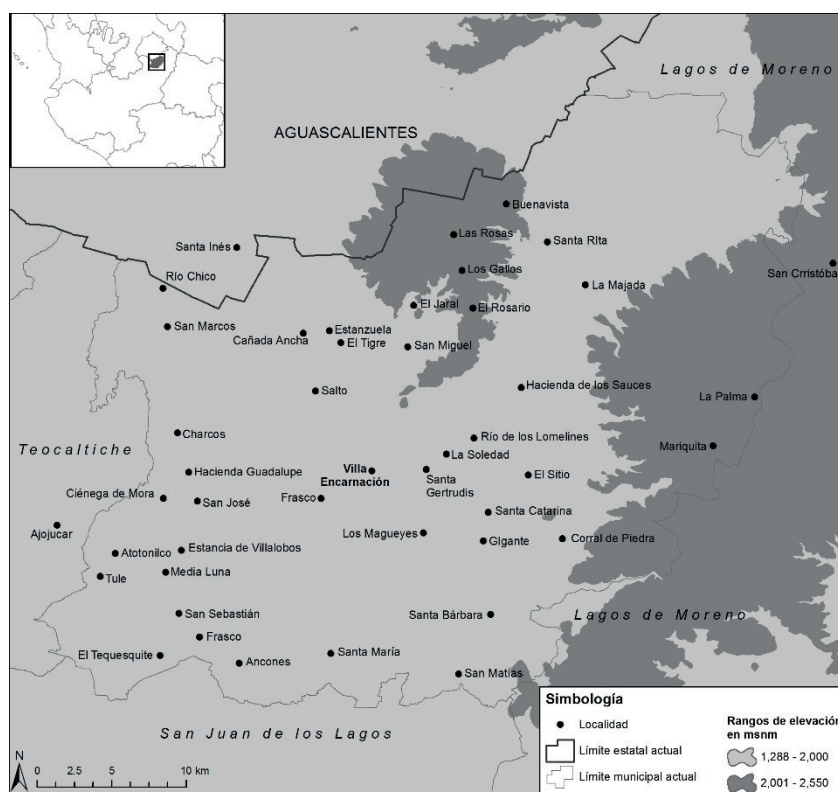 Lagos de Moreno
AGUASCALIENTES
Buenavista
Las Rosas
Santa RIta
Santa Inés
Los Gallos
San Crristóba
Río Chico
La Majada
El Jaral
El Rosario
San Marcos
Estanzuela
Cañada Ancha
El Tigre
San Miguel
Hacienda de los Sauces
Salto
La Palma
Charcos
Río de los Lomelines
Teocaltiche
Mariquita
La Soledad
Hacienda Guadalupe
Villa
Encarnación
Santa
Gertrudis
El Sitio
Ciénega de Mora
San José
Frasco
Santa Catarina
Ajojucar
Los Magueyes
GIgante
Corral de Piedra
Atotonilco
Estancia de Villalobos
Tule
Media Luna
San Sebastián
Santa Bárbara
Lagos de Moreno
Frasco
El Tequesquite
Ancones
Santa María
San Matías
San Juan de los Lagos
N
0 2.5 5 10 km
Simbología
Localidad
Límite estatal actual
Límite municipal actual
Rangos de elevación
en msnm
1,288 - 2,000
2,001 - 2,550